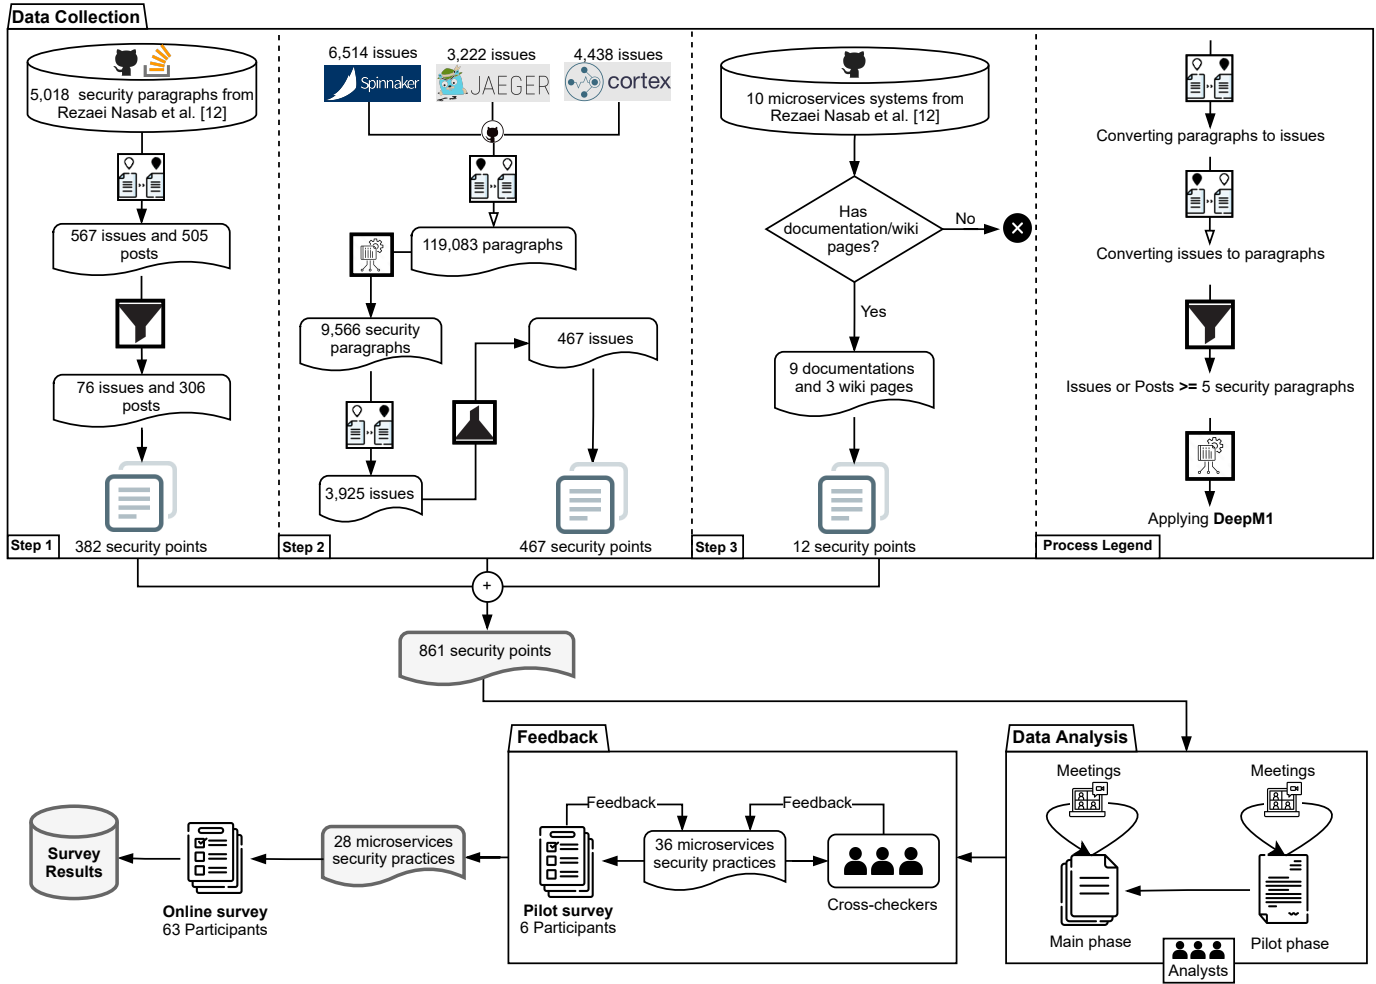 Data Collection
5,018 security paragraphs from
Rezaei Nasab et al. [12]
567 issues and 505
posts
76 issues and 306
posts
Step 1
382 security points
6,514 issues
3,222 issues
4,438 issues
Spinnaker
JAEGER
cortex
119,083 paragraphs
9,566 security
paragraphs
467 issues
3,925 issues
Step 2
467 security points
10 microservices systems from
Rezaei Nasab et al. [12]
Has
documentation/wiki
pages?
No
Yes
9 documentations
and 3 wiki pages
Step 3
12 security points
Converting paragraphs to issues
Converting issues to paragraphs
Issues or Posts >= 5 security paragraphs
Applying DeepM1
Process Legend
+
861 security points
Feedback
Feedback
Feedback
36 microservices
security practices
Pilot survey
6 Participants
Cross-checkers
Data Analysis
Meetings
Meetings
Main phase
Pilot phase
Analysts
28 microservices
security practices
Online survey
63 Participants
Survey
Results